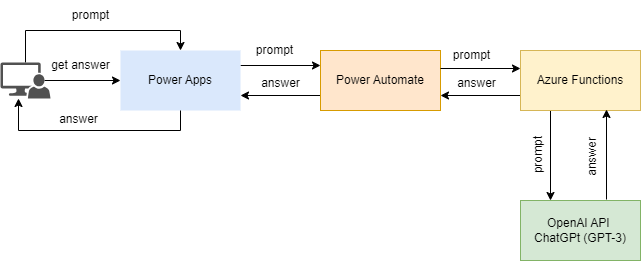 prompt
get answer
answer
Power Apps
prompt
answer
Power Automate
prompt
answer
Azure Functions
prompt
answer
OpenAI API
ChatGPt (GPT-3)